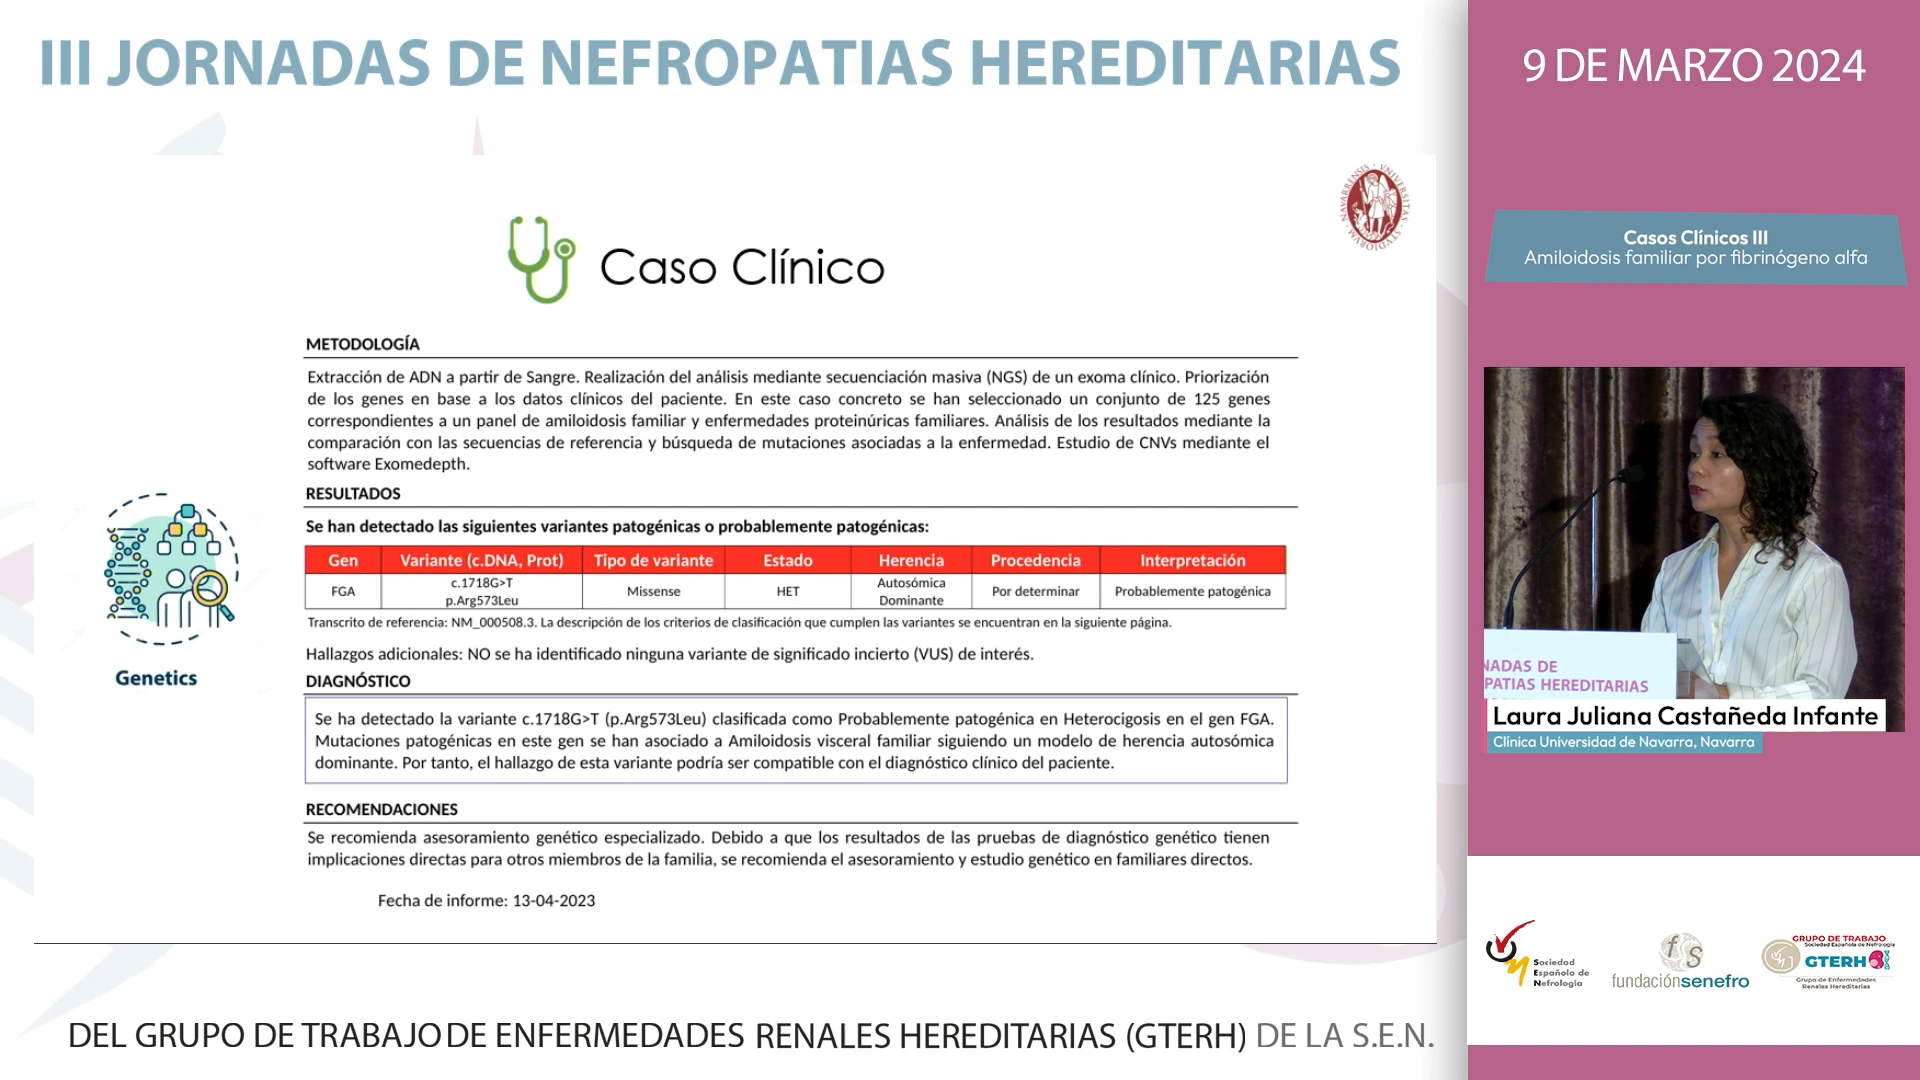 III JORNADAS DE NEFROPATIAS HEREDITARIAS
Caso Clínico
METODOLOGÍA
Extracción de ADN a partir de Sangre. Realización del análisis mediante secuenciación masiva (NGS) de un exoma clínico. Priorización
de los genes en base a los datos clínicos del paciente. En este caso concreto se han seleccionado un conjunto de 125 genes
correspondientes a un panel de amiloidosis familiar y enfermedades proteinúricas familiares. Análisis de los resultados mediante la
comparación con las secuencias de referencia y búsqueda de mutaciones asociadas a la enfermedad. Estudio de CNVs mediante el
software Exomedepth.
RESULTADOS
Se han detectado las siguientes variantes patogénicas o probablemente patogénicas:
Gen Variante (c.DNA, Prot) Tipo de variante Estado Herencia Procedencia Interpretación
FGA c.1718G>T p.Arg573Leu Missense HET Autosómica Dominante Por determinar Probablemente patogénica
Transcrito de referencia: NM_000508.3. La descripción de los criterios de clasificación que cumplen las variantes se encuentran en la siguiente página.
Hallazgos adicionales: NO se ha identificado ninguna variante de significado incierto (VUS) de interés.
DIAGNÓSTICO
Se ha detectado la variante c.1718G>T (p.Arg573Leu) clasificada como Probablemente patogénica en Heterocigosis en el gen FGA.
Mutaciones patogénicas en este gen se han asociado a Amiloidosis visceral familiar siguiendo un modelo de herencia autosómica
dominante. Por tanto, el hallazgo de esta variante podría ser compatible con el diagnóstico clínico del paciente.
RECOMENDACIONES
Se recomienda asesoramiento genético especializado. Debido a que los resultados de las pruebas de diagnóstico genético tienen
implicaciones directas para otros miembros de la familia, se recomienda el asesoramiento y estudio genético en familiares directos.
Fecha de informe: 13-04-2023
Genetics
DEL GRUPO DE TRABAJO DE ENFERMEDADES RENALES HEREDITARIAS (GTERH) DE LA S.E.N.
9 DE MARZO 2024
Casos Clínicos III
Amiloidosis familiar por fibrinógeno alfa
NADAS DE
PATIAS HEREDITARIAS
Laura Juliana Castañeda Infante
Clínica Universidad de Navarra, Navarra
Sociedad
Española de
Nefrología
fundación senefro
GRUPO DE TRABAJO
Sociedad Española de Nefrología
GTERH
Grupo de Enfermedades
Renales Hereditarias